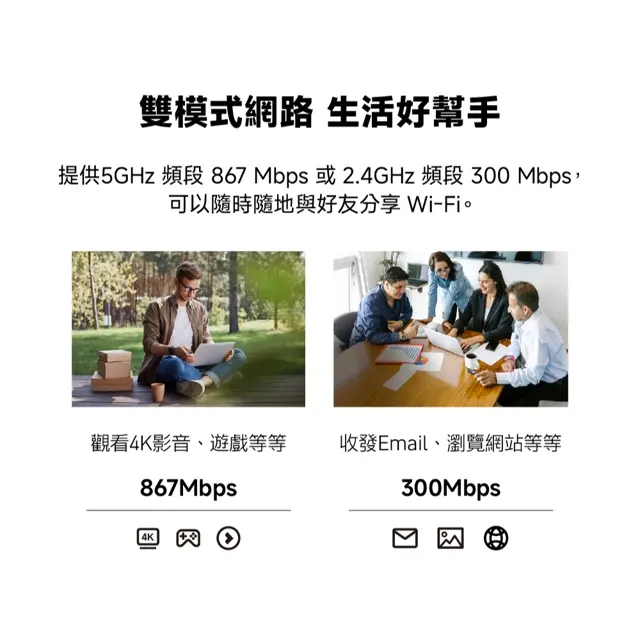 雙模式網路 生活好幫手
提供5GHz 頻段 867 Mbps 或 2.4GHz 頻段 300 Mbps，
可以隨時隨地與好友分享 Wi-Fi。
觀看4K影音、遊戲等等
收發Email、瀏覽網站等等
867Mbps
300Mbps
4K